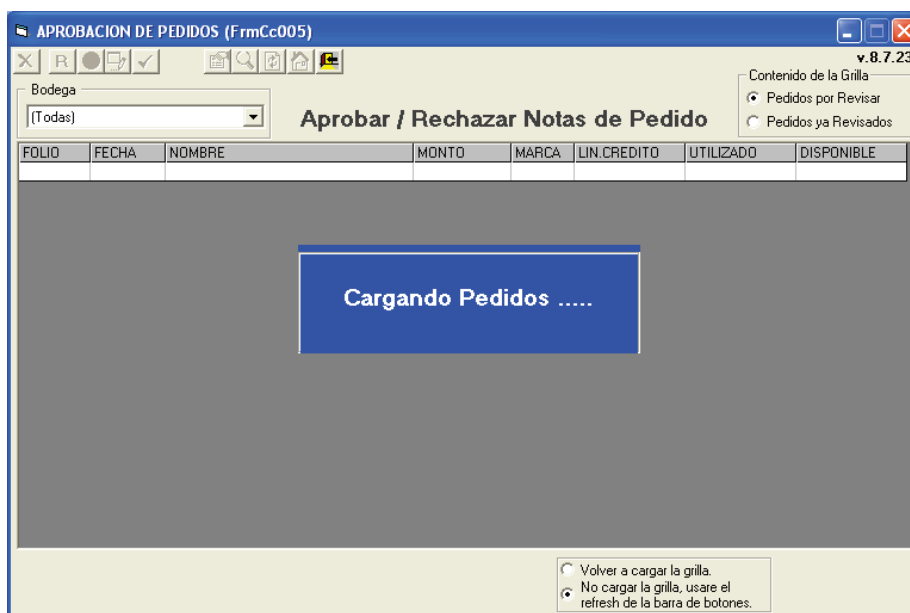 APROBACION DE PEDIDOS (FrmCc005)
R
v.8.7.23
Bodega
(Todas)
Aprobar / Rechazar Notas de Pedido
Contenido de la Grilla
Pedidos por Revisar
Pedidos ya Revisados
FOLIO FECHA NOMBRE MONTO MARCA LIN.CREDITO UTILIZADO DISPONIBLE
Cargando Pedidos .....
Volver a cargar la grilla.
No cargar la grilla, usare el
refresh de la barra de botones.